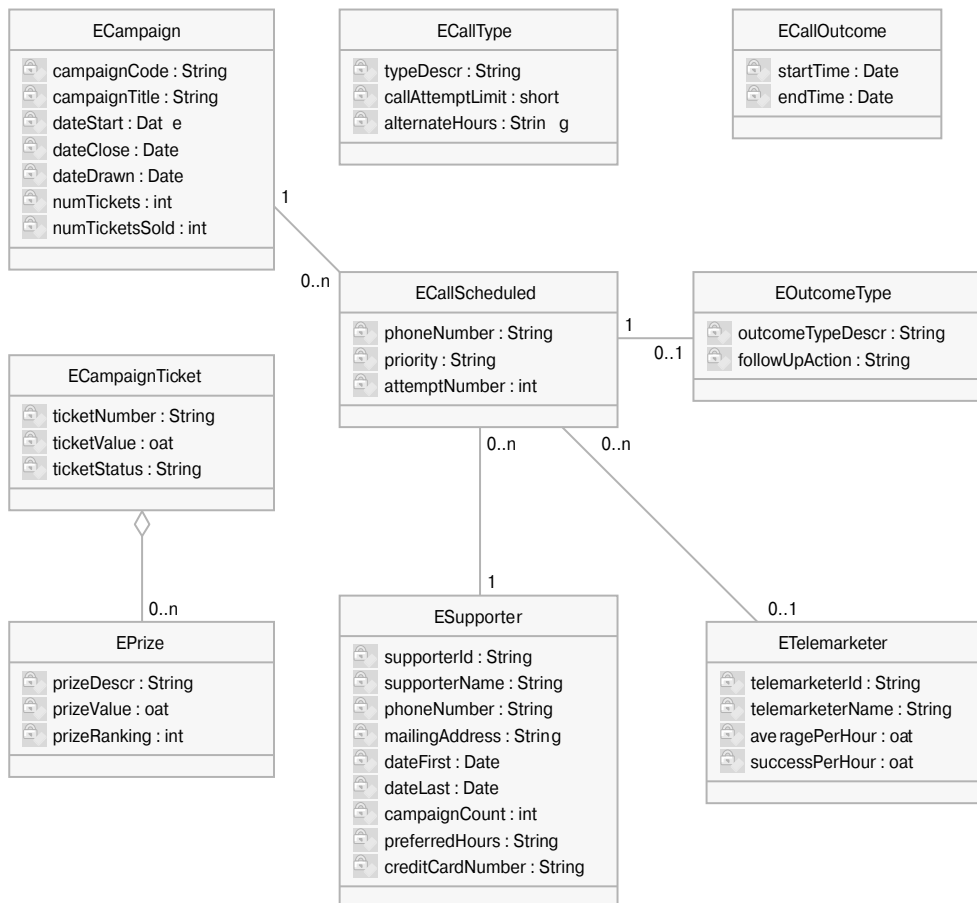 ECampaign
campaignCode : String
campaignTitle : String
dateStart : Dat e
dateClose : Date
dateDrawn : Date
numTickets : int
numTicketsSold : int
ECallType
typeDescr : String
callAttemptLimit : short
alternateHours : Strin g
ECallOutcome
startTime : Date
endTime : Date
1
0..n
ECallScheduled
phoneNumber : String
priority : String
attemptNumber : int
1
0..1
EOutcomeType
outcomeTypeDescr : String
followUpAction : String
ECampaignTicket
ticketNumber : String
ticketValue : oat
ticketStatus : String
0..n
0..n
0..n
1
0..1
EPrize
prizeDescr : String
prizeValue : oat
prizeRanking : int
ESupporter
supporterId : String
supporterName : String
phoneNumber : String
mailingAddress : String
dateFirst : Date
dateLast : Date
campaignCount : int
preferredHours : String
creditCardNumber : String
ETelemarketer
telemarketerId : String
telemarketerName : String
ave ragePerHour : oat
successPerHour : oat